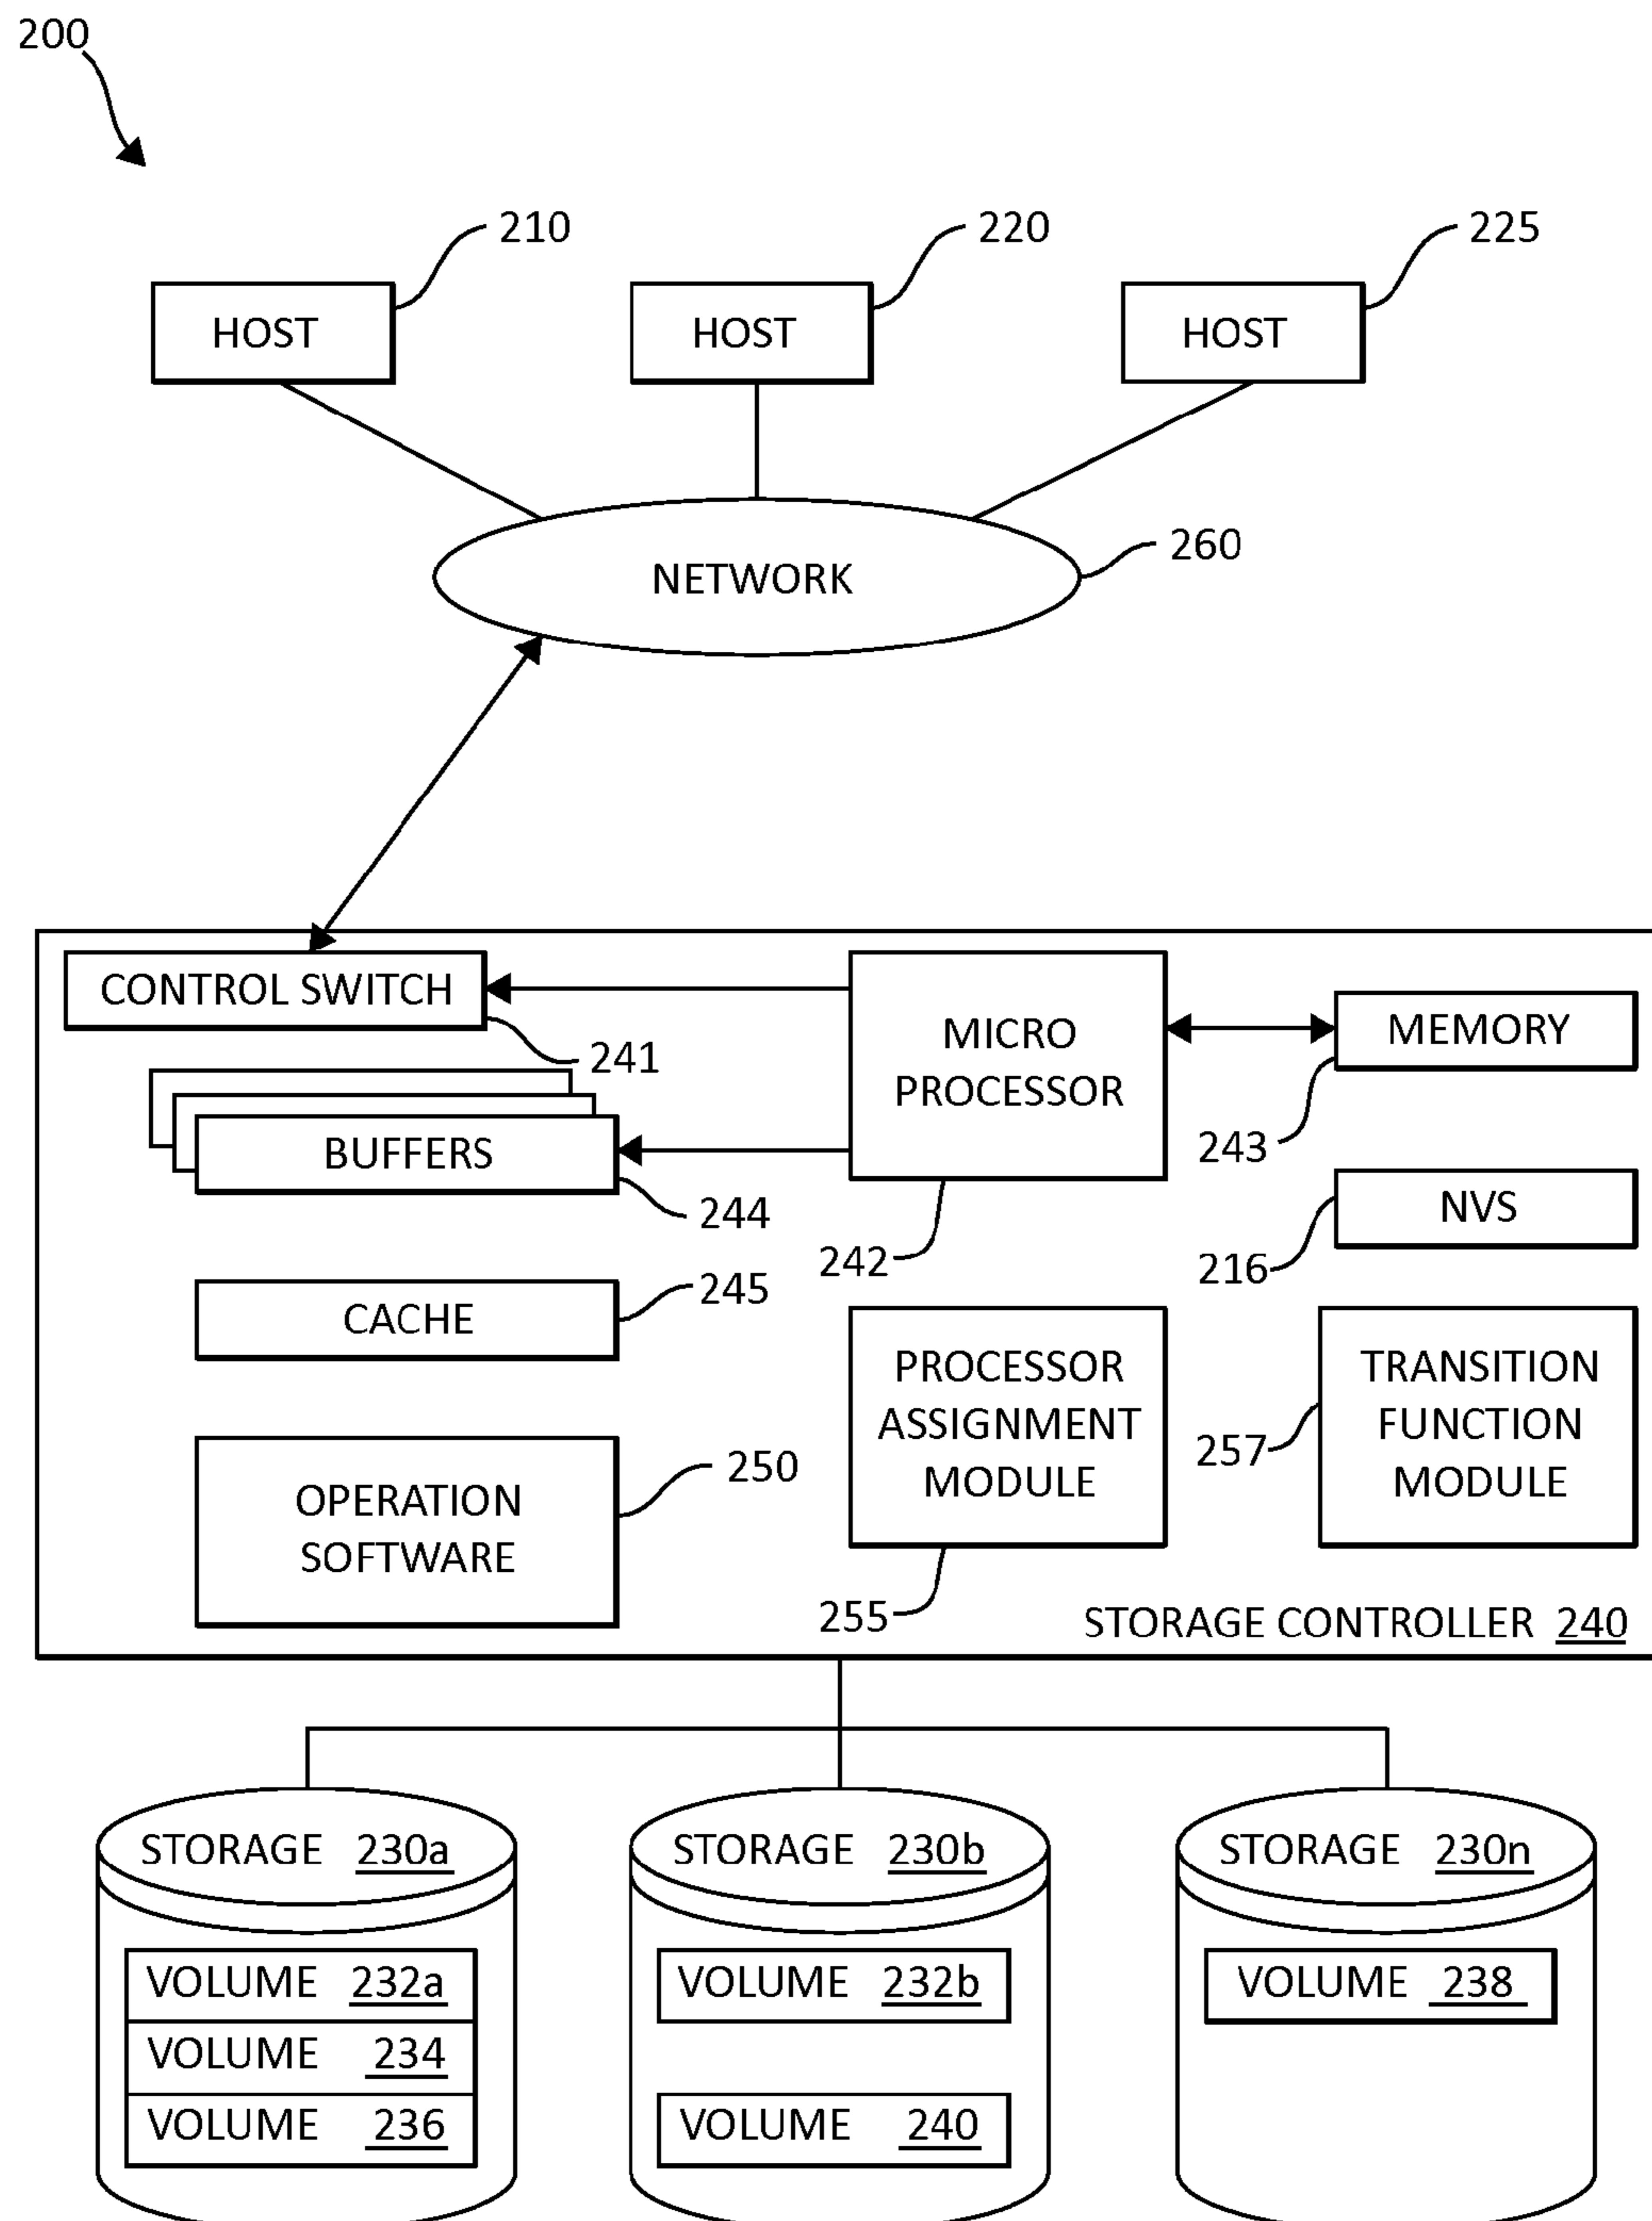 200
210
220
225
HOST
HOST
HOST
260
NETWORK
CONTROL SWITCH
241
MICRO
PROCESSOR
242
MEMORY
243
BUFFERS
244
NVS
216
CACHE
245
PROCESSOR
ASSIGNMENT
MODULE
255
TRANSITION
FUNCTION
MODULE
257
OPERATION
SOFTWARE
250
STORAGE CONTROLLER 240
STORAGE 230a
VOLUME 232a
VOLUME 234
VOLUME 236
STORAGE 230b
VOLUME 232b
VOLUME 240
STORAGE 230n
VOLUME 238